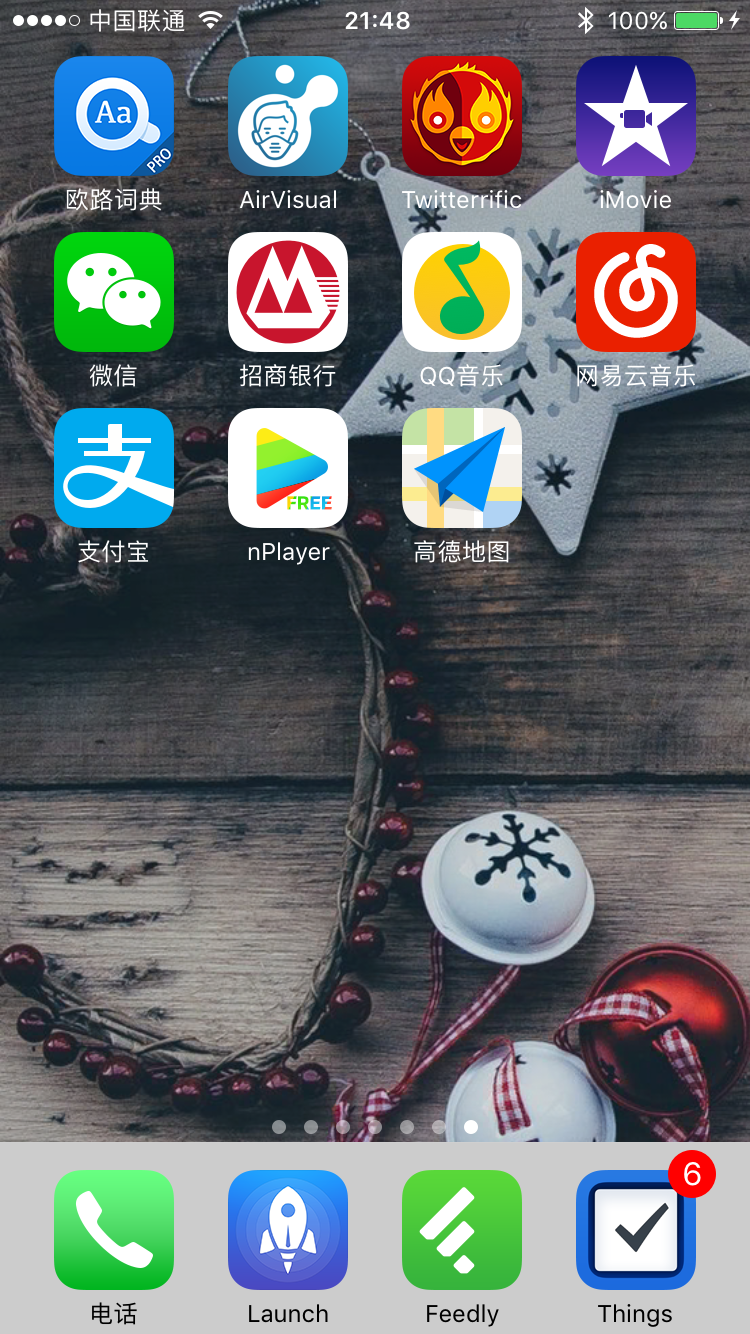 中国联通 21:48 100%
Aa
PRO
欧路词典 AirVisual Twitterrific iMovie
微信 招商银行 QQ音乐 网易云音乐
支
FREE
支付宝 nPlayer 高德地图
6
电话 Launch Feedly Things